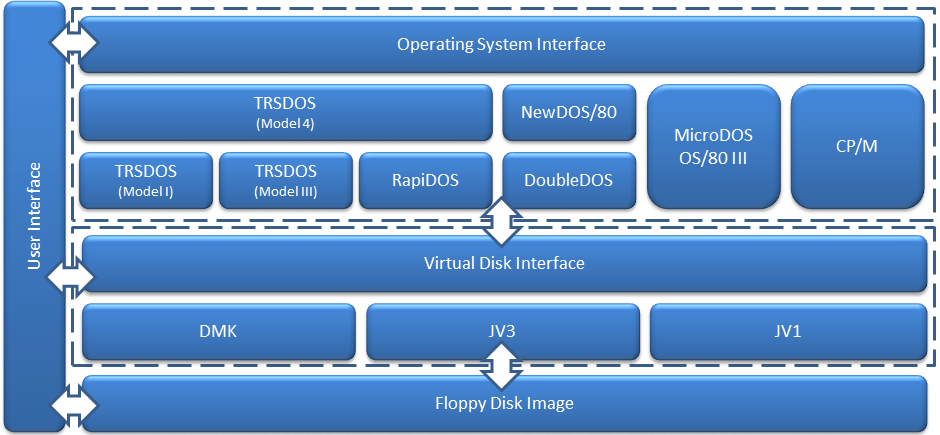 User Interface
Operating System Interface
TRSDOS
(Model 4)
NewDOS/80
MicroDOS
OS/80 III
CP/M
TRSDOS
(Model I)
TRSDOS
(Model III)
RapiDOS
DoubleDOS
Virtual Disk Interface
DMK
JV3
JV1
Floppy Disk Image